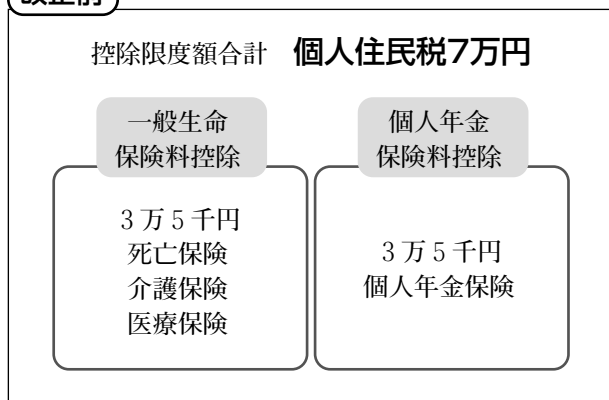 改正前
控除限度額合計 個人住民税7万円
一般生命
保険料控除
3万5千円
死亡保険
介護保険
医療保険
個人年金
保険料控除
3万5千円
個人年金保険